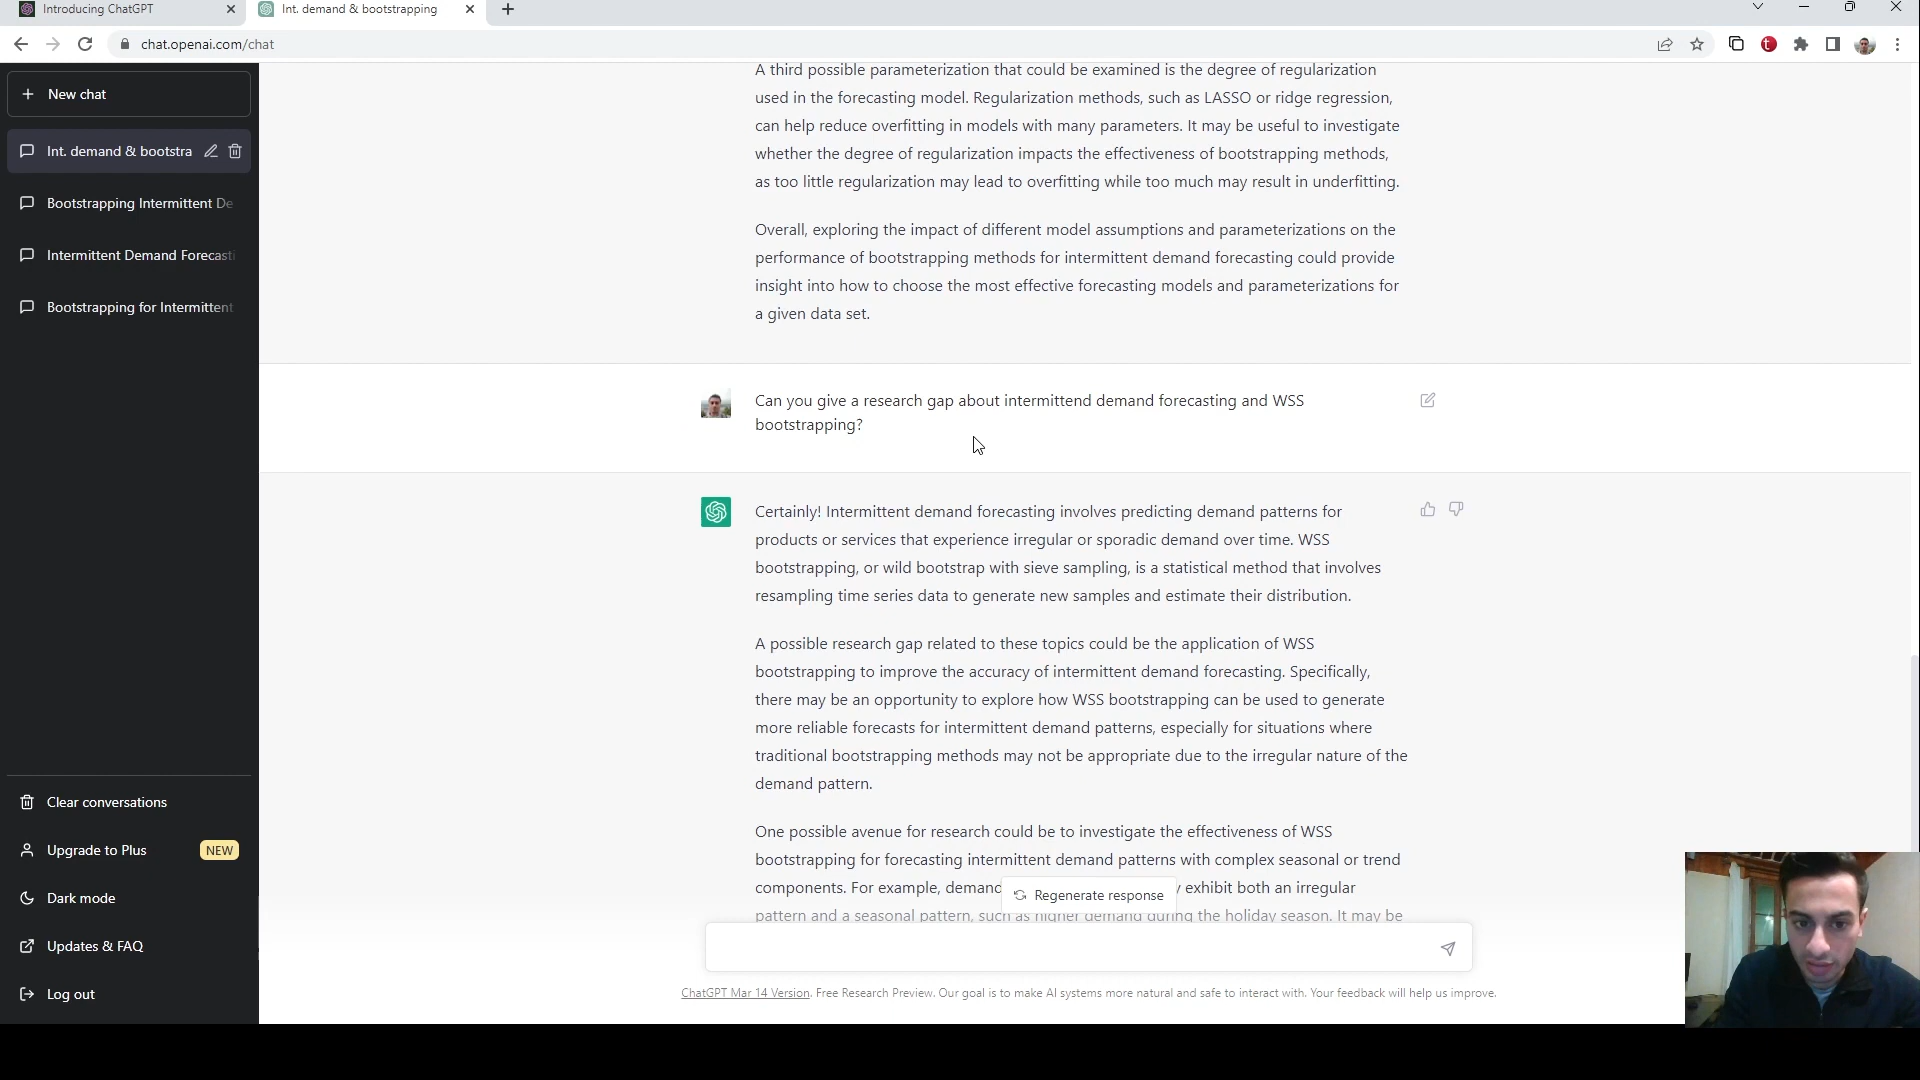 Introducing ChatGPT
Int. demand & bootstrapping
chat.openai.com/chat
New chat
Int. demand & bootstra
Bootstrapping Intermittent De
Intermittent Demand Forecasti
Bootstrapping for Intermittent
Clear conversations
Upgrade to Plus NEW
Dark mode
Updates & FAQ
Log out
A third possible parameterization that could be examined is the degree of regularization
used in the forecasting model. Regularization methods, such as LASSO or ridge regression,
can help reduce overfitting in models with many parameters. It may be useful to investigate
whether the degree of regularization impacts the effectiveness of bootstrapping methods,
as too little regularization may lead to overfitting while too much may result in underfitting.
Overall, exploring the impact of different model assumptions and parameterizations on the
performance of bootstrapping methods for intermittent demand forecasting could provide
insight into how to choose the most effective forecasting models and parameterizations for
a given data set.
Can you give a research gap about intermittend demand forecasting and WSS
bootstrapping?
Certainly! Intermittent demand forecasting involves predicting demand patterns for
products or services that experience irregular or sporadic demand over time. WSS
bootstrapping, or wild bootstrap with sieve sampling, is a statistical method that involves
resampling time series data to generate new samples and estimate their distribution.
A possible research gap related to these topics could be the application of WSS
bootstrapping to improve the accuracy of intermittent demand forecasting. Specifically,
there may be an opportunity to explore how WSS bootstrapping can be used to generate
more reliable forecasts for intermittent demand patterns, especially for situations where
traditional bootstrapping methods may not be appropriate due to the irregular nature of the
demand pattern.
One possible avenue for research could be to investigate the effectiveness of WSS
bootstrapping for forecasting intermittent demand patterns with complex seasonal or trend
components. For example, demand exhibit both an irregular
Regenerate response
pattern and a seasonal pattern, such as higher demand during the holiday season. It may be
ChatGPT Mar 14 Version. Free Research Preview. Our goal is to make AI systems more natural and safe to interact with. Your feedback will help us improve.